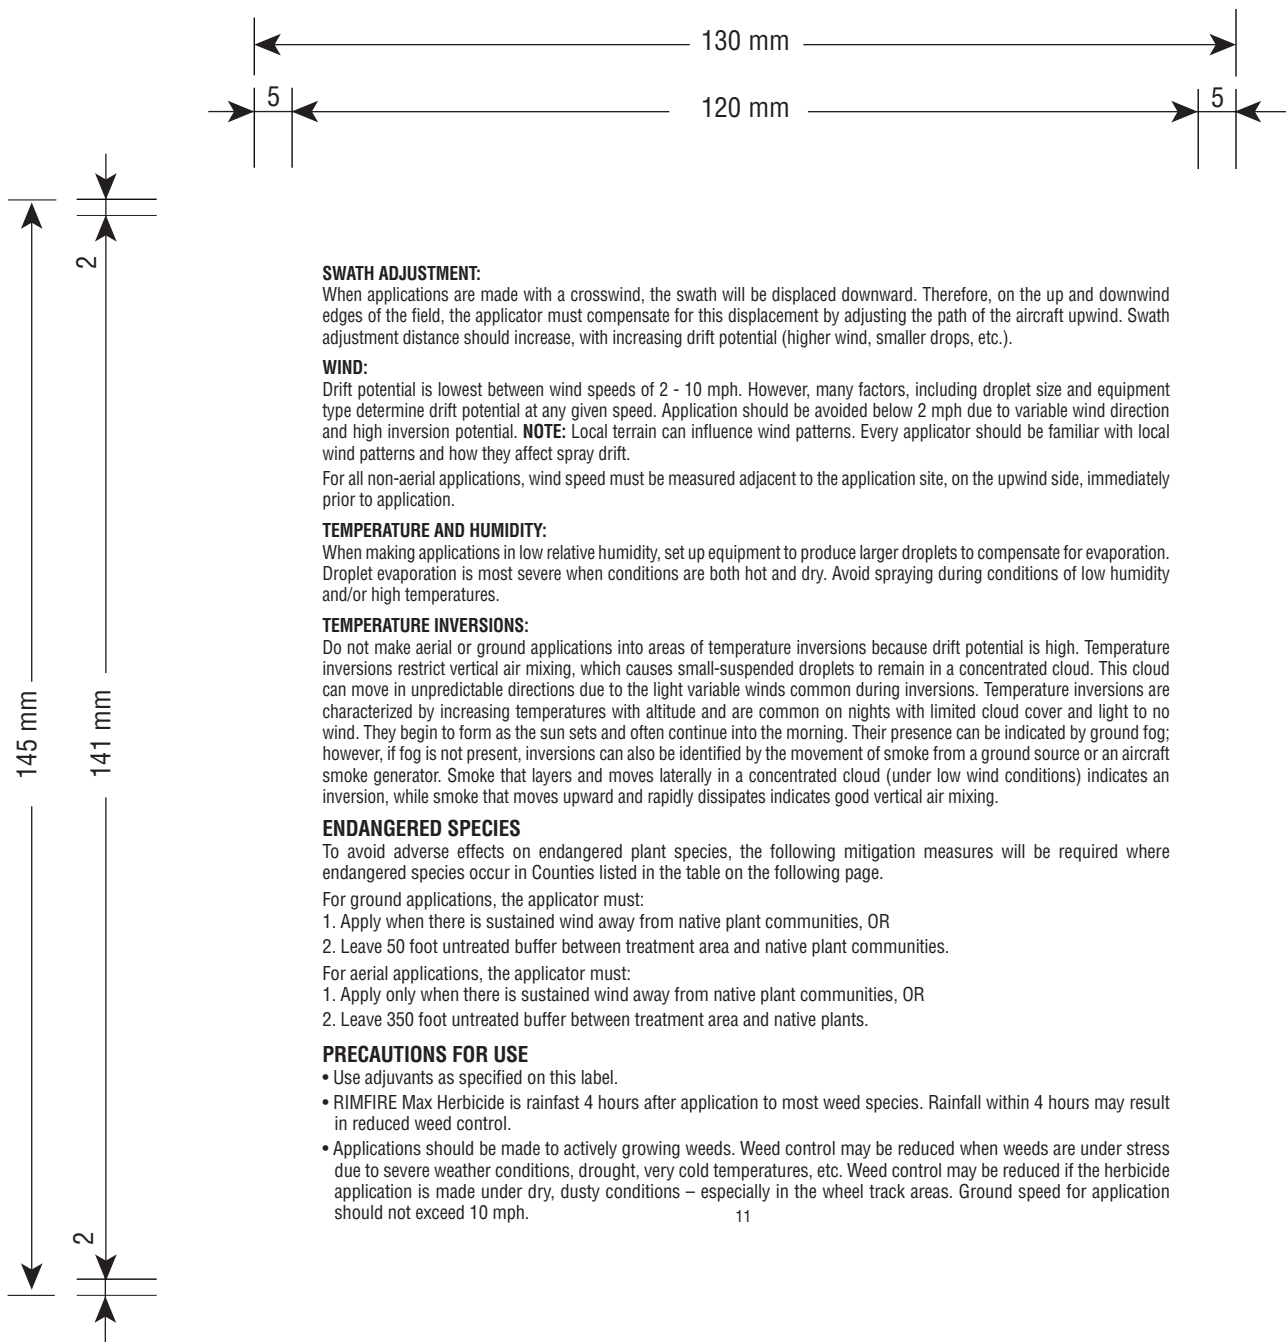 130 mm
5
120 mm
5
2
145 mm
141 mm
2
SWATH ADJUSTMENT:
When applications are made with a crosswind, the swath will be displaced downward. Therefore, on the up and downwind
edges of the field, the applicator must compensate for this displacement by adjusting the path of the aircraft upwind. Swath
adjustment distance should increase, with increasing drift potential (higher wind, smaller drops, etc.).
WIND:
Drift potential is lowest between wind speeds of 2 - 10 mph. However, many factors, including droplet size and equipment
type determine drift potential at any given speed. Application should be avoided below 2 mph due to variable wind direction
and high inversion potential. NOTE: Local terrain can influence wind patterns. Every applicator should be familiar with local
wind patterns and how they affect spray drift.
For all non-aerial applications, wind speed must be measured adjacent to the application site, on the upwind side, immediately
prior to application.
TEMPERATURE AND HUMIDITY:
When making applications in low relative humidity, set up equipment to produce larger droplets to compensate for evaporation.
Droplet evaporation is most severe when conditions are both hot and dry. Avoid spraying during conditions of low humidity
and/or high temperatures.
TEMPERATURE INVERSIONS:
Do not make aerial or ground applications into areas of temperature inversions because drift potential is high. Temperature
inversions restrict vertical air mixing, which causes small-suspended droplets to remain in a concentrated cloud. This cloud
can move in unpredictable directions due to the light variable winds common during inversions. Temperature inversions are
characterized by increasing temperatures with altitude and are common on nights with limited cloud cover and light to no
wind. They begin to form as the sun sets and often continue into the morning. Their presence can be indicated by ground fog;
however, if fog is not present, inversions can also be identified by the movement of smoke from a ground source or an aircraft
smoke generator. Smoke that layers and moves laterally in a concentrated cloud (under low wind conditions) indicates an
inversion, while smoke that moves upward and rapidly dissipates indicates good vertical air mixing.
ENDANGERED SPECIES
To avoid adverse effects on endangered plant species, the following mitigation measures will be required where
endangered species occur in Counties listed in the table on the following page.
For ground applications, the applicator must:
1. Apply when there is sustained wind away from native plant communities, OR
2. Leave 50 foot untreated buffer between treatment area and native plant communities.
For aerial applications, the applicator must:
1. Apply only when there is sustained wind away from native plant communities, OR
2. Leave 350 foot untreated buffer between treatment area and native plants.
PRECAUTIONS FOR USE
• Use adjuvants as specified on this label.
• RIMFIRE Max Herbicide is rainfast 4 hours after application to most weed species. Rainfall within 4 hours may result
in reduced weed control.
• Applications should be made to actively growing weeds. Weed control may be reduced when weeds are under stress
due to severe weather conditions, drought, very cold temperatures, etc. Weed control may be reduced if the herbicide
application is made under dry, dusty conditions – especially in the wheel track areas. Ground speed for application
should not exceed 10 mph.
11